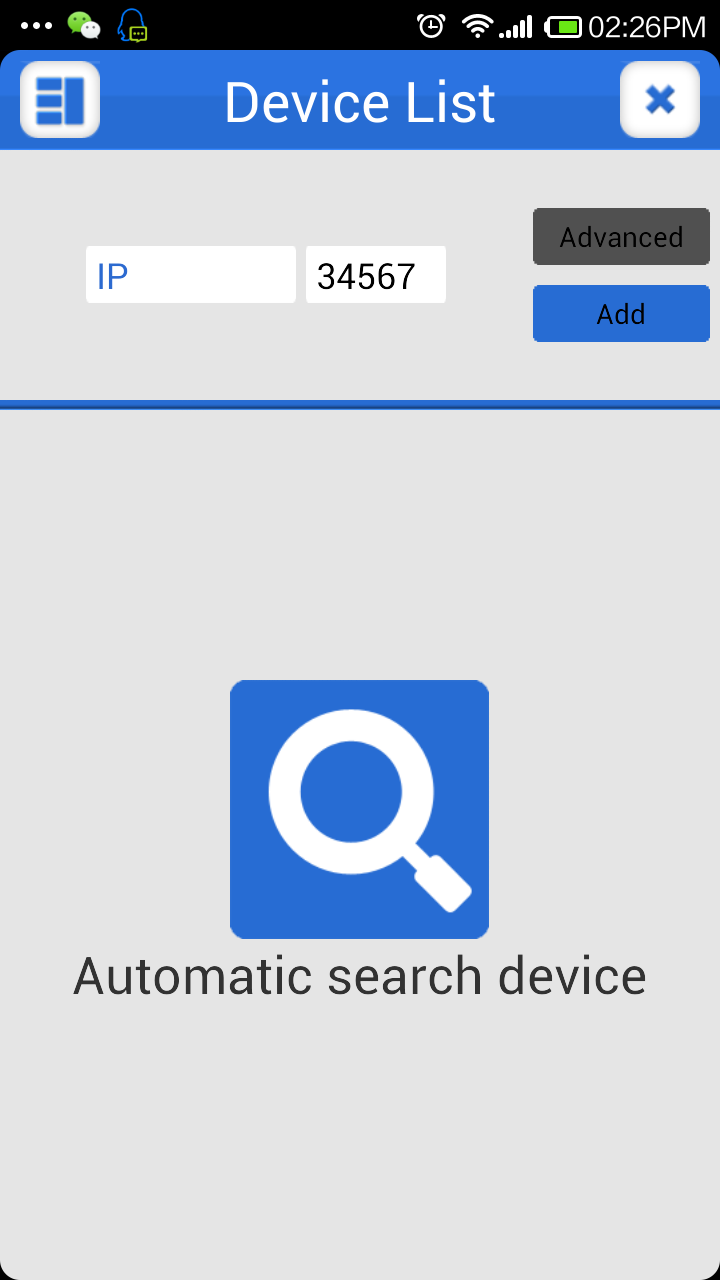 02:26PM
Device List
Advanced
IP 34567
Add
Automatic search device